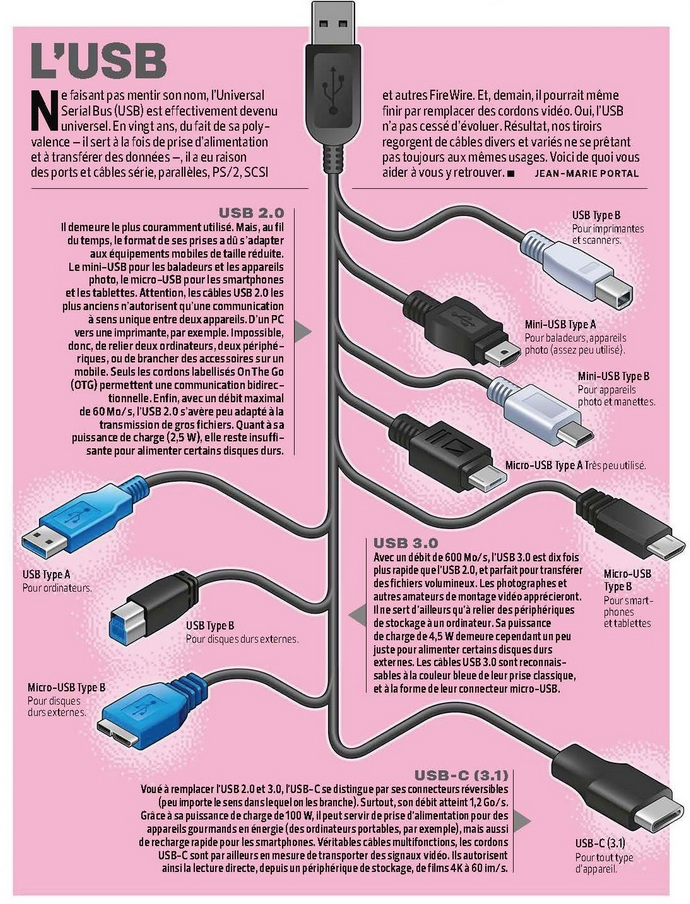 L'USB
Ne faisant pas mentir son nom, l'Universal
Serial Bus (USB) est effectivement devenu
universel. En vingt ans, du fait de sa poly-
valence – il sert à la fois de prise d'alimentation
et à transférer des données –, il a eu raison
des ports et câbles série, parallèles, PS/2, SCSI
et autres FireWire. Et, demain, il pourrait même
finir par remplacer des cordons vidéo. Oui, l'USB
n'a pas cessé d'évoluer. Résultat, nos tiroirs
regorgent de câbles divers et variés ne se prêtant
pas toujours aux mêmes usages. Voici de quoi vous
aider à vous y retrouver. ■ JEAN-MARIE PORTAL
USB 2.0
Il demeure le plus couramment utilisé. Mais, au fil
du temps, le format de ses prises a dû s'adapter
aux équipements mobiles de taille réduite.
Le mini-USB pour les baladeurs et les appareils
photo, le micro-USB pour les smartphones
et les tablettes. Attention, les câbles USB 2.0 les
plus anciens n'autorisent qu'une communication
à sens unique entre deux appareils. D'un PC
vers une imprimante, par exemple. Impossible,
donc, de relier deux ordinateurs, deux périphé-
riques, ou de brancher des accessoires sur un
mobile. Seuls les cordons labellisés On The Go
(OTG) permettent une communication bidirec-
tionnelle. Enfin, avec un débit maximal
de 60 Mo/s, l'USB 2.0 s'avère peu adapté à la
transmission de gros fichiers. Quant à sa
puissance de charge (2,5 W), elle reste insuffi-
sante pour alimenter certains disques durs.
USB Type B
Pour imprimantes
et scanners.
Mini-USB Type A
Pour baladeurs, appareils
photo (assez peu utilisé).
Mini-USB Type B
Pour appareils
photo et manettes.
Micro-USB Type A Très peu utilisé.
Micro-USB
Type B
Pour smart-
phones
et tablettes
USB Type A
Pour ordinateurs.
USB Type B
Pour disques durs externes.
Micro-USB Type B
Pour disques
durs externes.
USB 3.0
Avec un débit de 600 Mo/s, l'USB 3.0 est dix fois
plus rapide que l'USB 2.0, et parfait pour transférer
des fichiers volumineux. Les photographes et
autres amateurs de montage vidéo apprécieront.
Il ne sert d'ailleurs qu'à relier des périphériques
de stockage à un ordinateur. Sa puissance
de charge de 4,5 W demeure cependant un peu
juste pour alimenter certains disques durs
externes. Les câbles USB 3.0 sont reconnais-
sables à la couleur bleue de leur prise classique,
et à la forme de leur connecteur micro-USB.
USB-C (3.1)
Voué à remplacer l'USB 2.0 et 3.0, l'USB-C se distingue par ses connecteurs réversibles
(peu importe le sens dans lequel on les branche). Surtout, son débit atteint 1,2 Go/s.
Grâce à sa puissance de charge de 100 W, il peut servir de prise d'alimentation pour des
appareils gourmands en énergie (des ordinateurs portables, par exemple), mais aussi
de recharge rapide pour les smartphones. Véritables câbles multifonctions, les cordons
USB-C sont par ailleurs en mesure de transporter des signaux vidéo. Ils autorisent
ainsi la lecture directe, depuis un périphérique de stockage, de films 4K à 60 im/s.
USB-C (3.1)
Pour tout type
d'appareil.